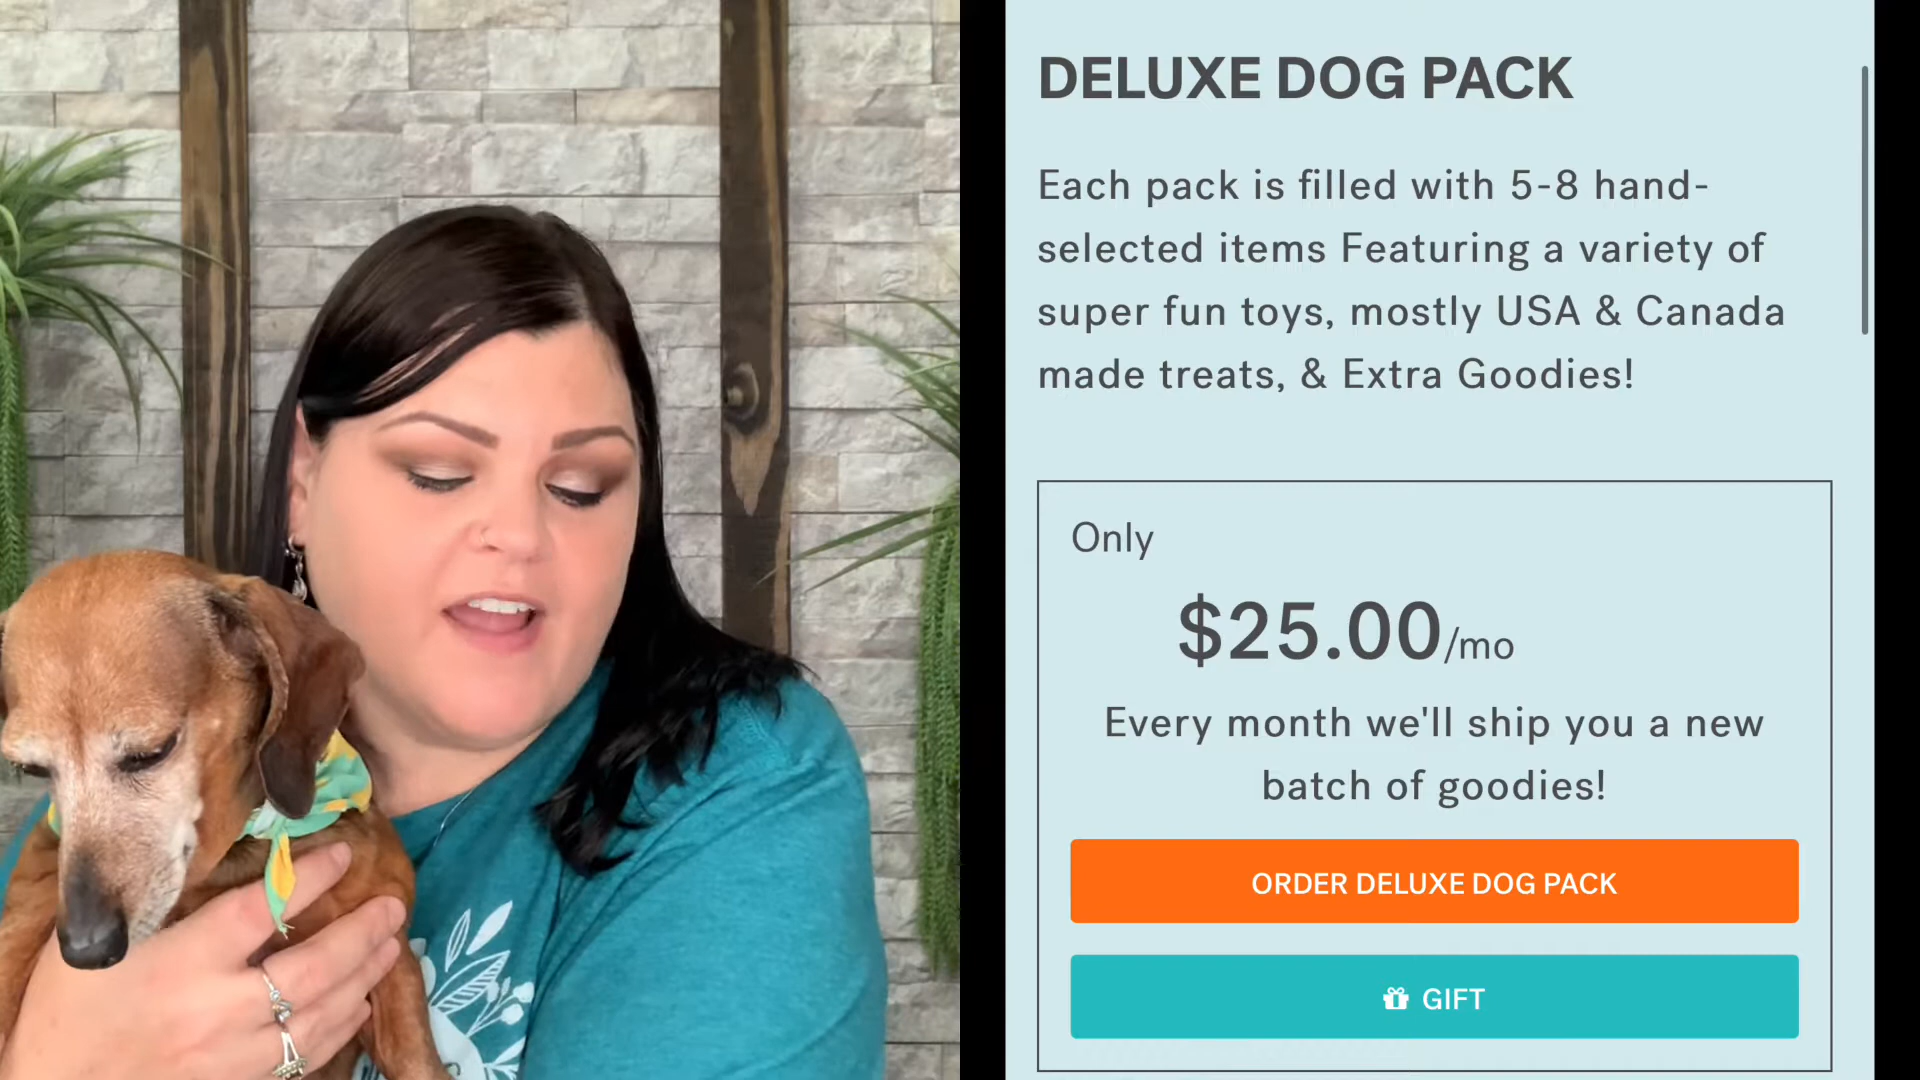 DELUXE DOG PACK
Each pack is filled with 5-8 hand-
selected items Featuring a variety of
super fun toys, mostly USA & Canada
made treats, & Extra Goodies!
Only
$25.00/mo
Every month we'll ship you a new
batch of goodies!
ORDER DELUXE DOG PACK
GIFT